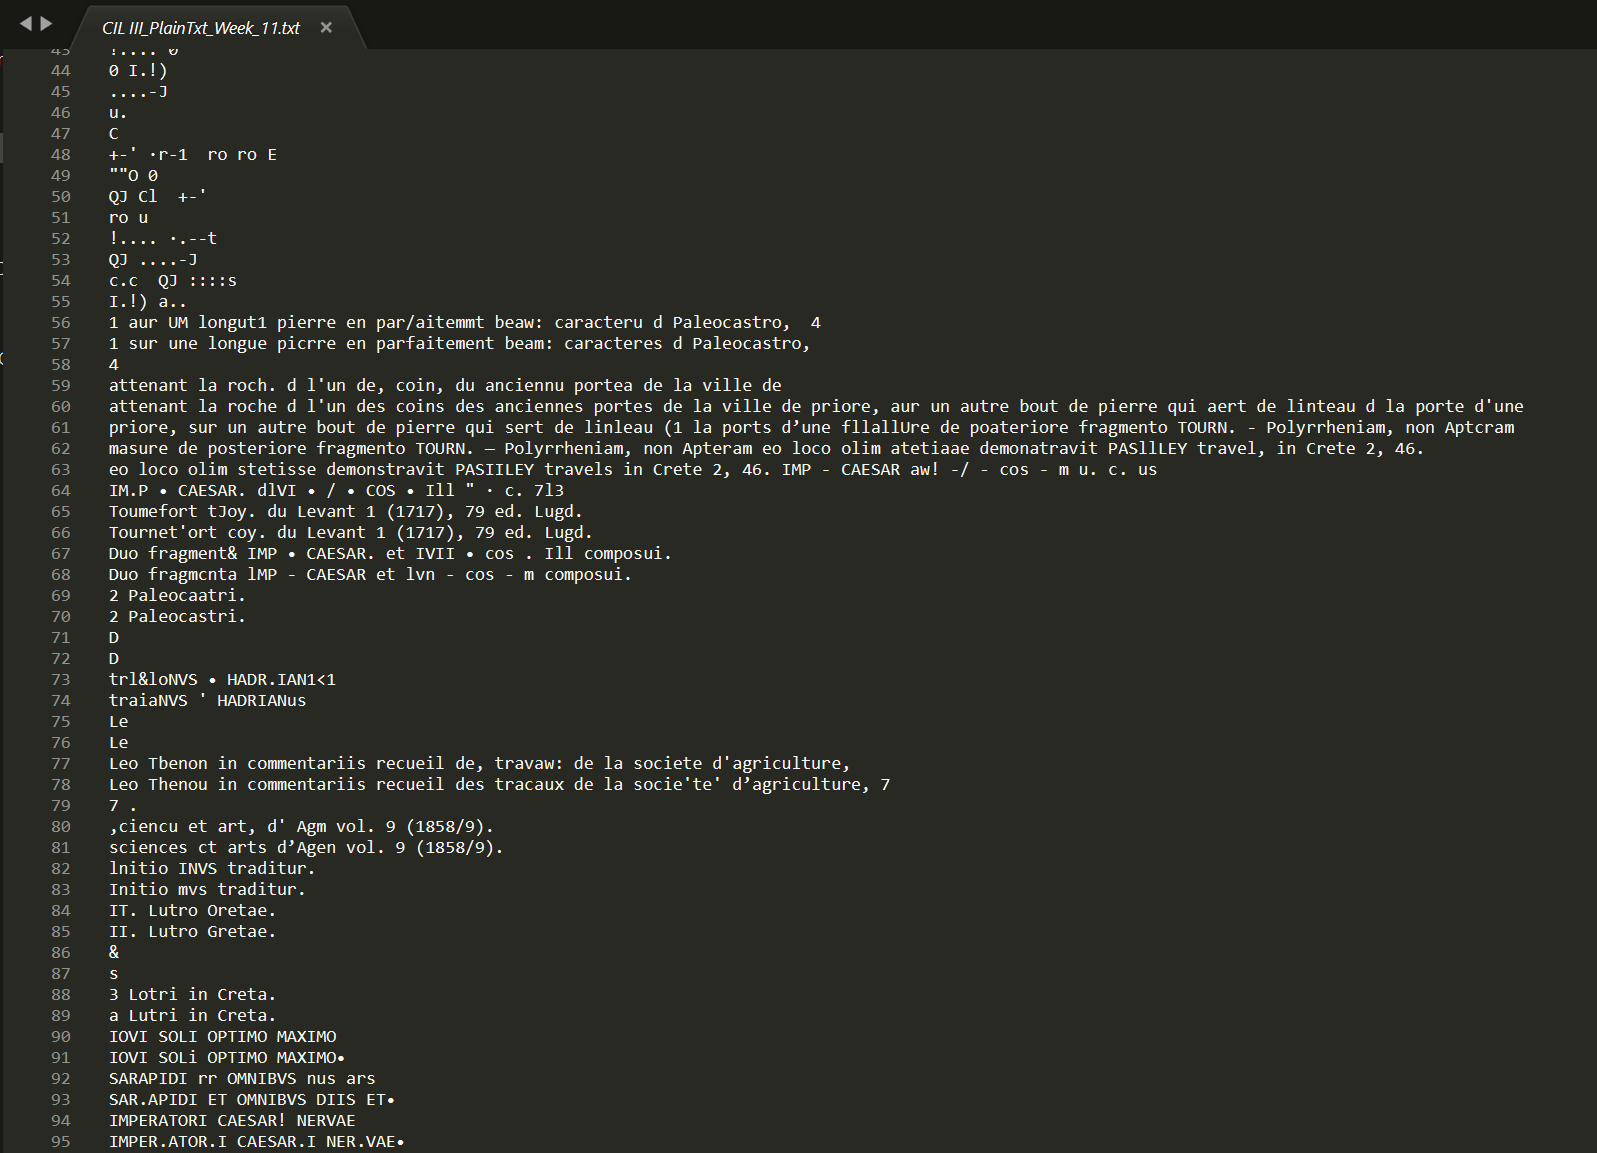 CIL III_PlainTxt_Week_11.txt ×
43 !.... 0
44 0 I.!)
45 ....-J
46 u.
47 C
48 +-' ·r-1  ro ro E
49 ""O 0
50 QJ Cl  +-'
51 ro u
52 !.... ·.--t
53 QJ ....-J
54 c.c  QJ ::::s
55 I.!) a..
56 1 aur UM longut1 pierre en par/aitemmt beaw: caracteru d Paleocastro,  4
57 1 sur une longue picrre en parfaitement beam: caracteres d Paleocastro,
58 4
59 attenant la roch. d l'un de, coin, du anciennu portea de la ville de
60 attenant la roche d l'un des coins des anciennes portes de la ville de priore, aur un autre bout de pierre qui aert de linteau d la porte d'une
61 priore, sur un autre bout de pierre qui sert de linleau (1 la ports d’une fllallUre de poateriore fragmento TOURN. - Polyrrheniam, non Aptcram
62 masure de posteriore fragmento TOURN. — Polyrrheniam, non Apteram eo loco olim atetiaae demonatravit PASllLEY travel, in Crete 2, 46.
63 eo loco olim stetisse demonstravit PASIILEY travels in Crete 2, 46. IMP - CAESAR aw! -/ - cos - m u. c. us
64 IM.P • CAESAR. dlVI • / • COS • Ill " · c. 7l3
65 Toumefort tJoy. du Levant 1 (1717), 79 ed. Lugd.
66 Tournet'ort coy. du Levant 1 (1717), 79 ed. Lugd.
67 Duo fragment& IMP • CAESAR. et IVII • cos . Ill composui.
68 Duo fragmcnta lMP - CAESAR et lvn - cos - m composui.
69 2 Paleocaatri.
70 2 Paleocastri.
71 D
72 D
73 trl&loNVS • HADR.IAN1<1
74 traiaNVS ' HADRIANus
75 Le
76 Le
77 Leo Tbenon in commentariis recueil de, travaw: de la societe d'agriculture,
78 Leo Thenou in commentariis recueil des tracaux de la socie'te' d’agriculture, 7
79 7 .
80 ,ciencu et art, d' Agm vol. 9 (1858/9).
81 sciences ct arts d’Agen vol. 9 (1858/9).
82 lnitio INVS traditur.
83 Initio mvs traditur.
84 IT. Lutro Oretae.
85 II. Lutro Gretae.
86 &
87 s
88 3 Lotri in Creta.
89 a Lutri in Creta.
90 IOVI SOLI OPTIMO MAXIMO
91 IOVI SOLi OPTIMO MAXIMO•
92 SARAPIDI rr OMNIBVS nus ars
93 SAR.APIDI ET OMNIBVS DIIS ET•
94 IMPERATORI CAESAR! NERVAE
95 IMPER.ATOR.I CAESAR.I NER.VAE•